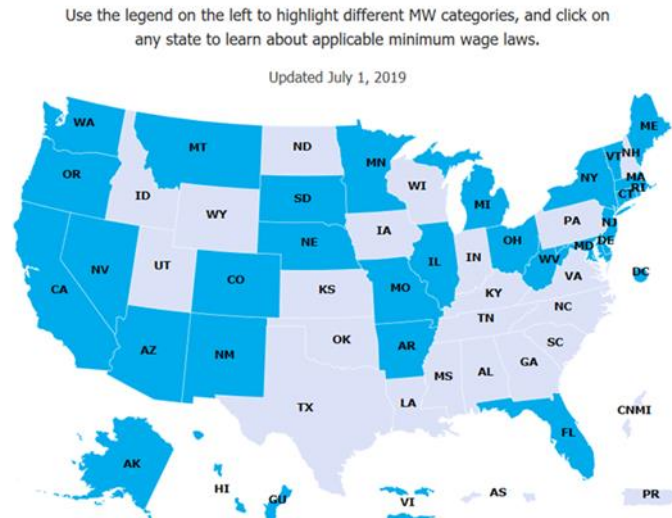 Use the legend on the left to highlight different MW categories, and click on
any state to learn about applicable minimum wage laws.
Updated July 1, 2019
WA
MT
ND
MN
ME
VT
NH
OR
ID
SD
WI
NY
MA
CT
RI
WY
MI
IA
PA
NJ
NE
OH
MD
DE
NV
UT
CO
IL
IN
WV
VA
DC
CA
KS
MO
KY
NC
TN
AZ
NM
OK
AR
SC
MS
AL
GA
LA
TX
CNMI
FL
AK
HI
GU
VI
AS
PR